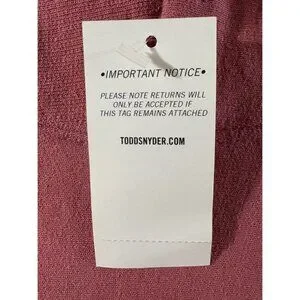 •IMPORTANT NOTICE•
PLEASE NOTE RETURNS WILL
ONLY BE ACCEPTED IF
THIS TAG REMAINS ATTACHED
TODDSNYDER.COM